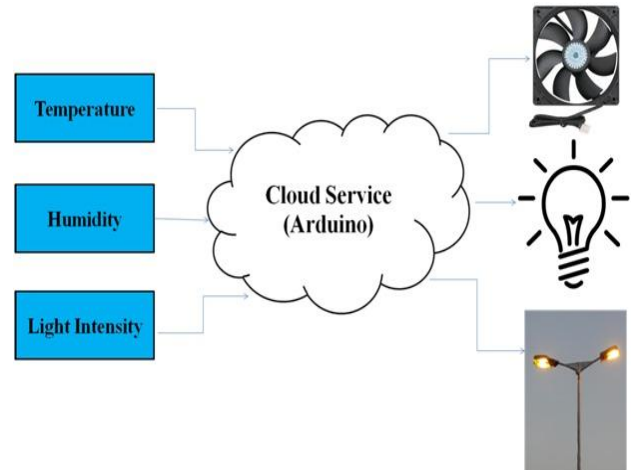 Temperature
Humidity
Light Intensity
Cloud Service
(Arduino)